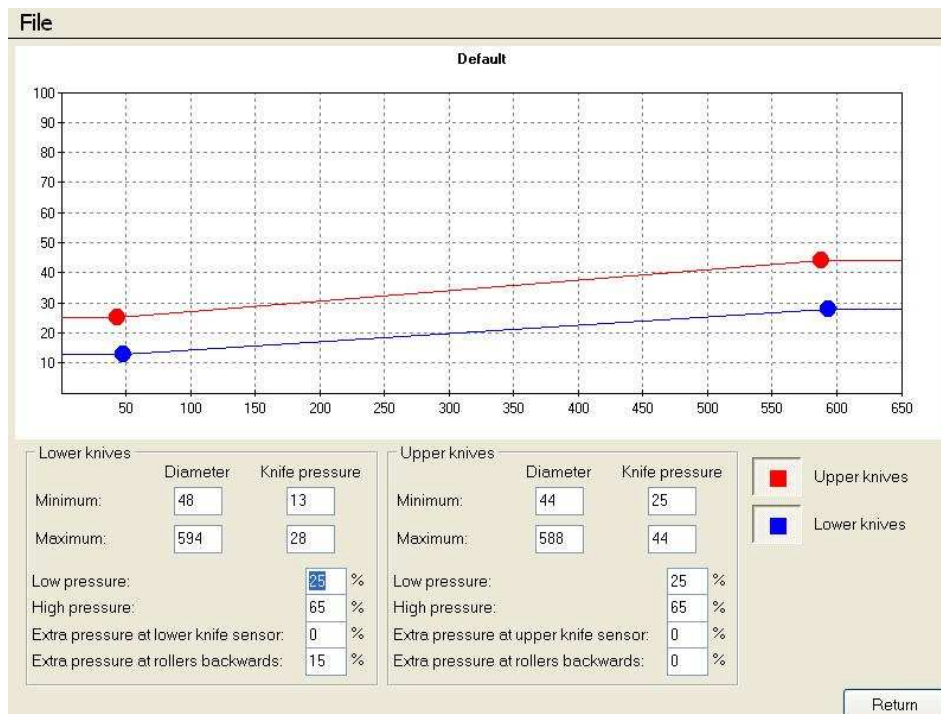 File
Default
100
90
80
70
60
50
40
30
20
10
50 100 150 200 250 300 350 400 450 500 550 600 650
Lower knives
Diameter Knife pressure
Minimum: 48 13
Maximum: 594 28
Low pressure: 25 %
High pressure: 65 %
Extra pressure at lower knife sensor: 0 %
Extra pressure at rollers backwards: 15 %
Upper knives
Diameter Knife pressure
Minimum: 44 25
Maximum: 588 44
Low pressure: 25 %
High pressure: 65 %
Extra pressure at upper knife sensor: 0 %
Extra pressure at rollers backwards: 0 %
Upper knives
Lower knives
Return